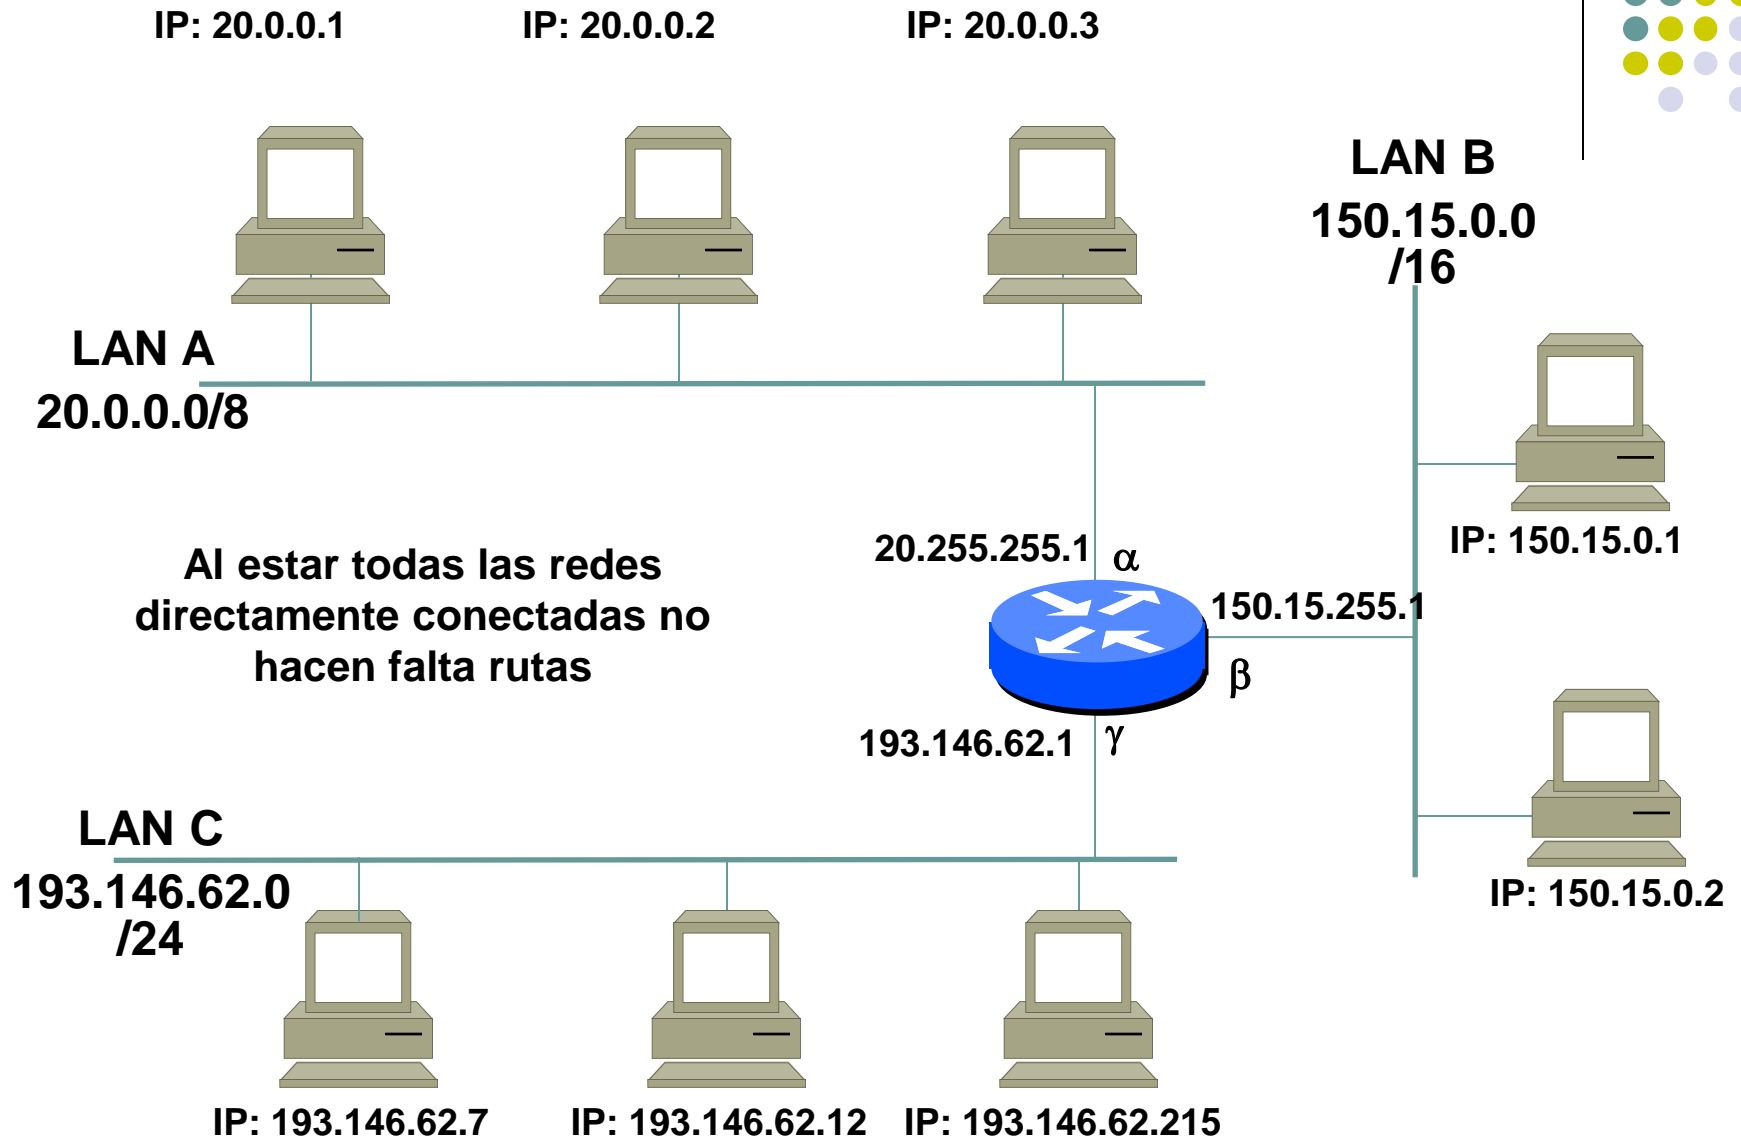 IP: 20.0.0.1
IP: 20.0.0.2
IP: 20.0.0.3
LAN B
150.15.0.0
/16
LAN A
20.0.0.0/8
IP: 150.15.0.1
20.255.255.1
α
Al estar todas las redes
directamente conectadas no
hacen falta rutas
150.15.255.1
β
193.146.62.1
γ
LAN C
193.146.62.0
/24
IP: 150.15.0.2
IP: 193.146.62.7
IP: 193.146.62.12
IP: 193.146.62.215